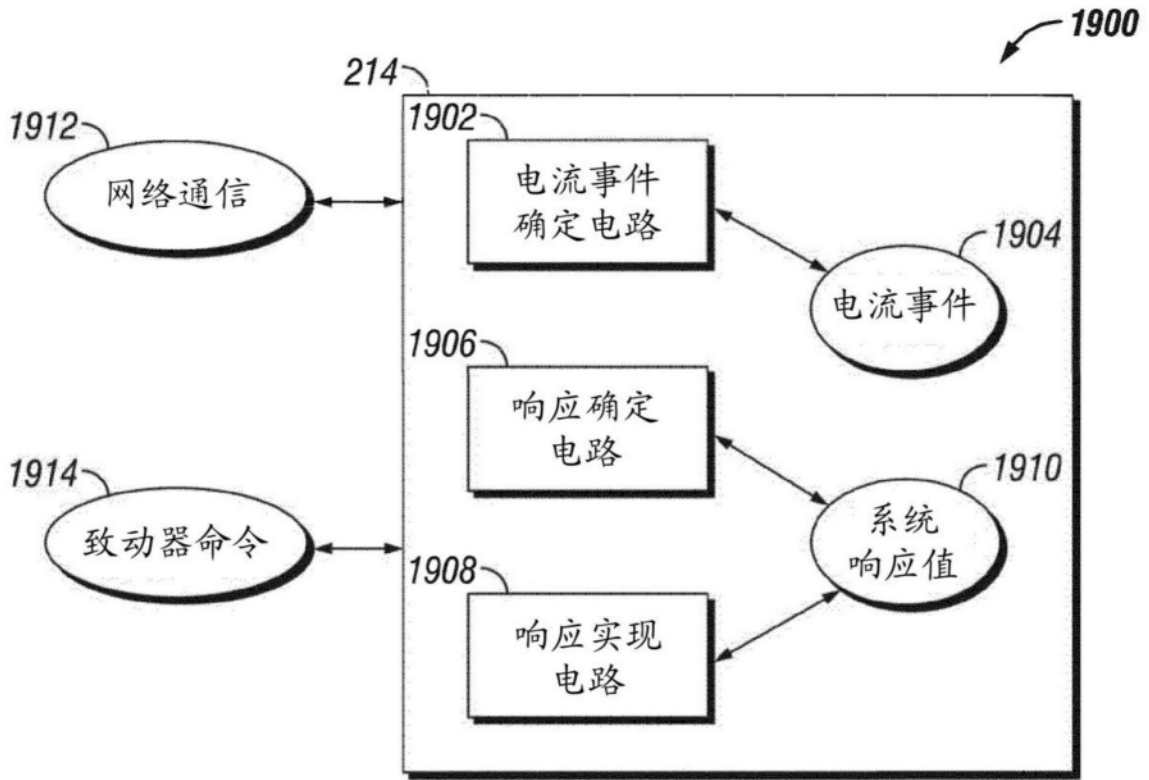 1900
214
1912
网络通信
1902
电流事件
确定电路
1904
电流事件
1906
响应确定
电路
1914
致动器命令
1910
系统
响应值
1908
响应实现
电路